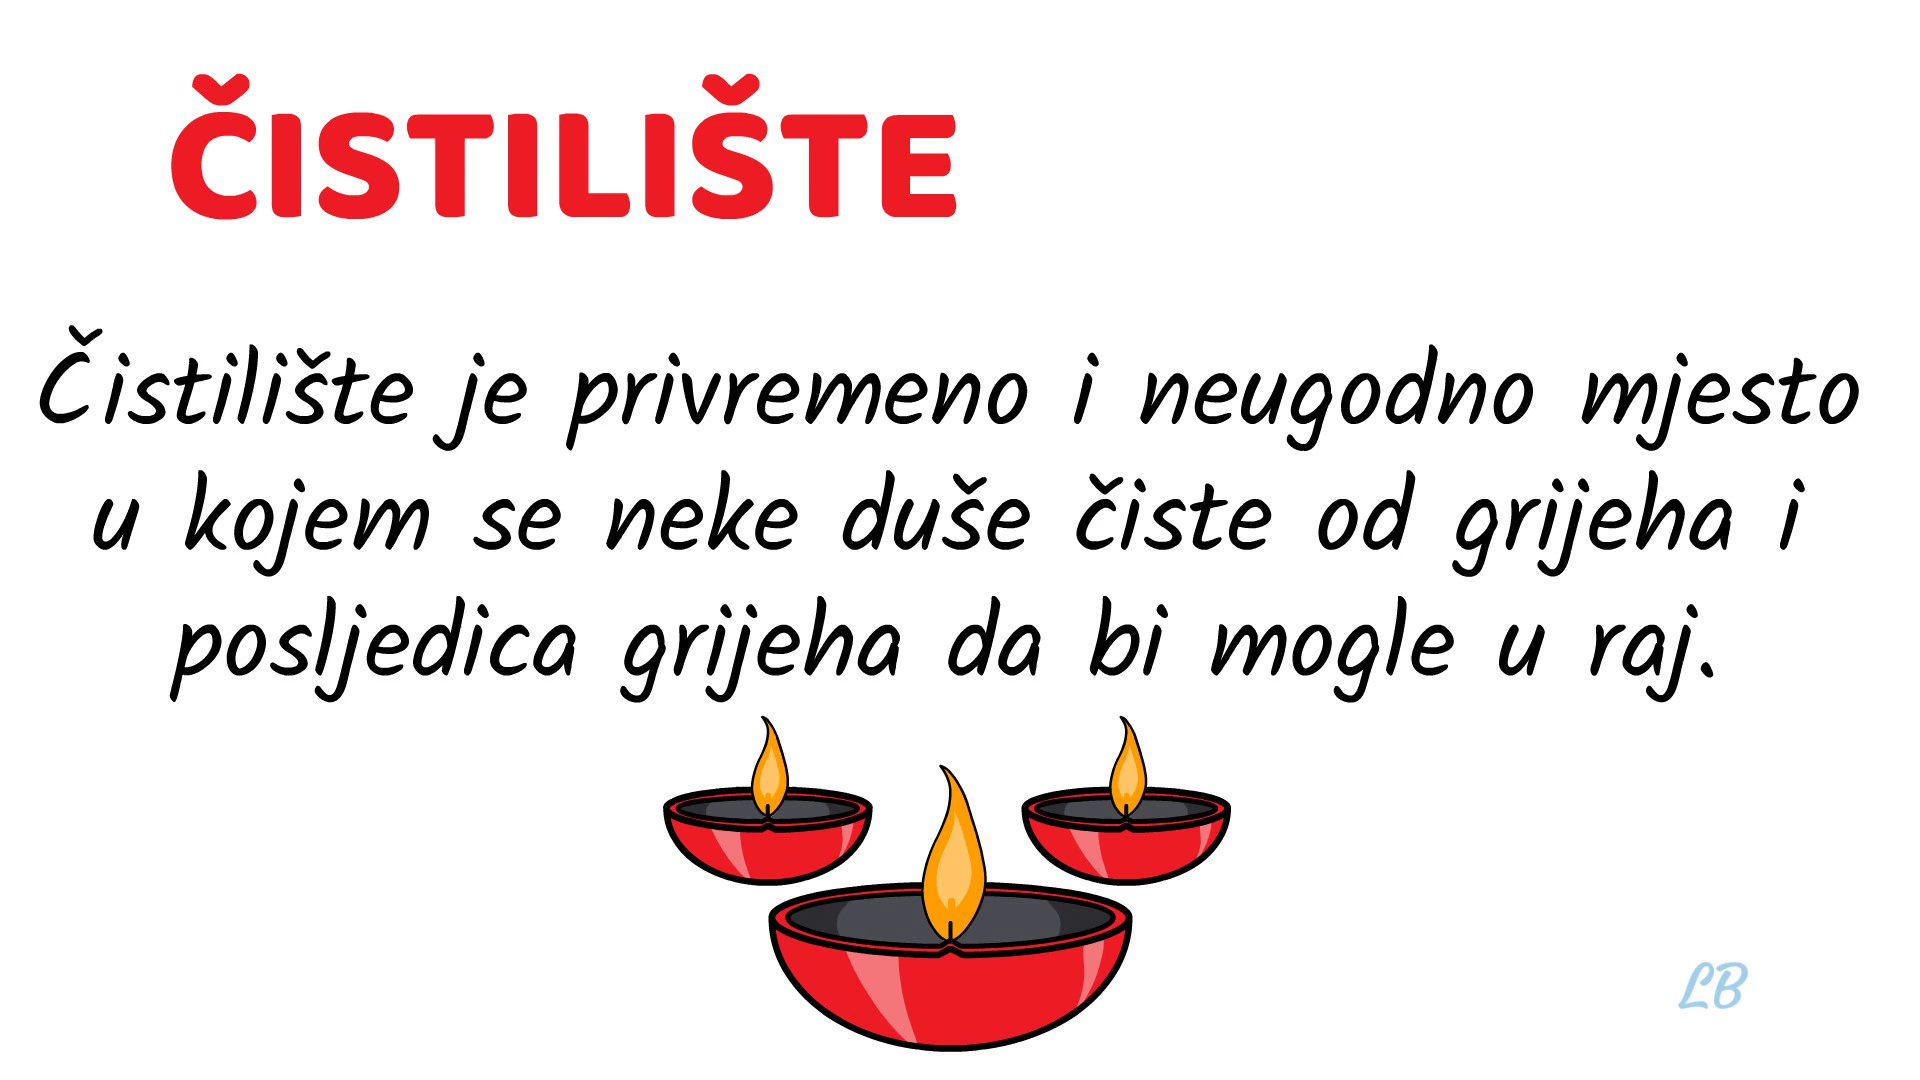 ČISTILIŠTE
Čistilište je privremeno i neugodno mjesto
u kojem se neke duše čiste od grijeha i
posljedica grijeha da bi mogle u raj.
LB